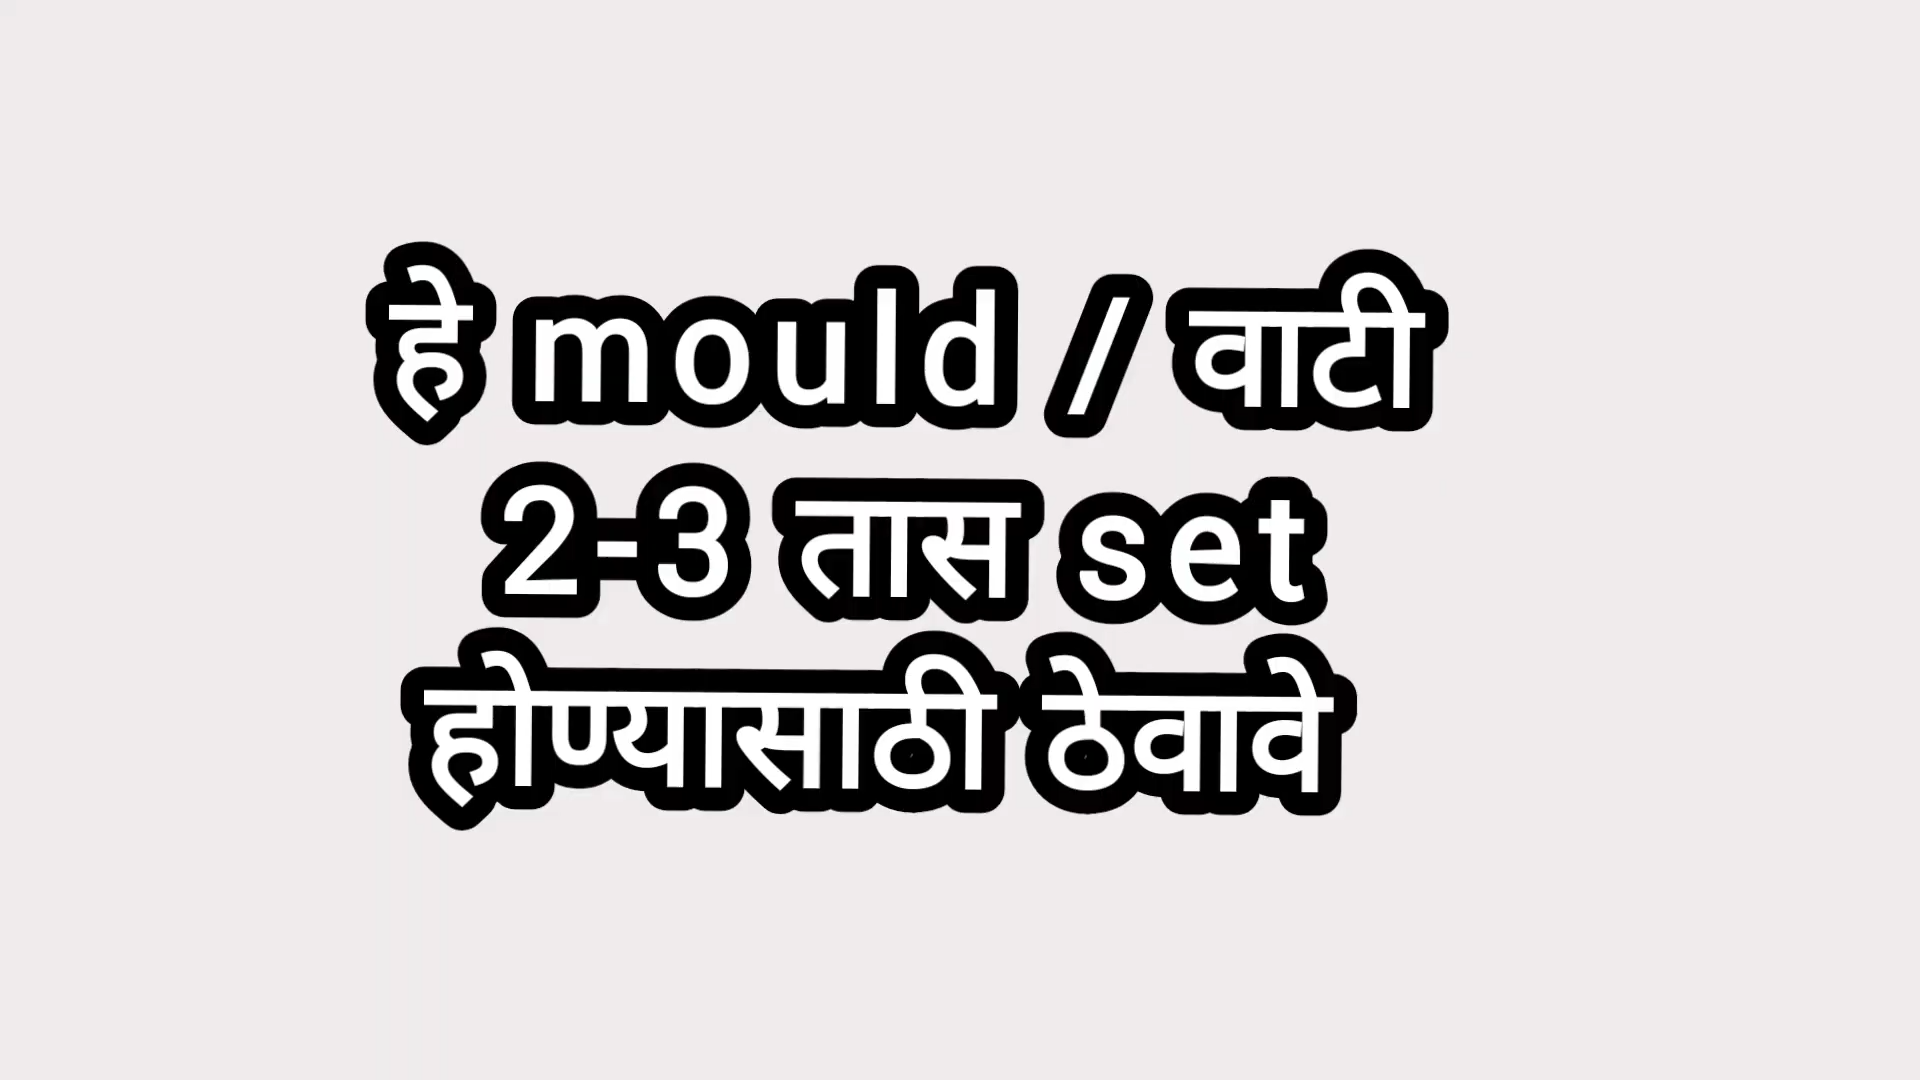 हे mould / वाटी
2-3 तास set
होण्यासाठी ठेवावे